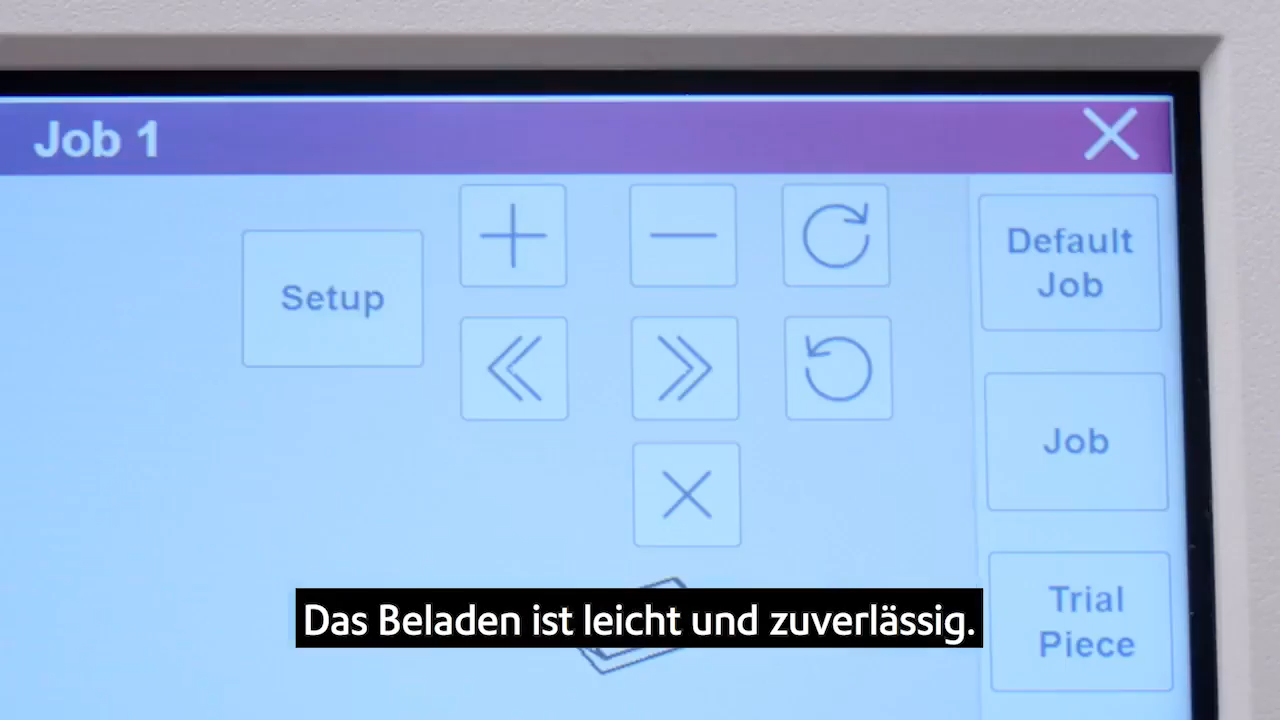 Job 1
Setup
Default
Job
Job
Trial
Piece
Das Beladen ist leicht und zuverlässig.